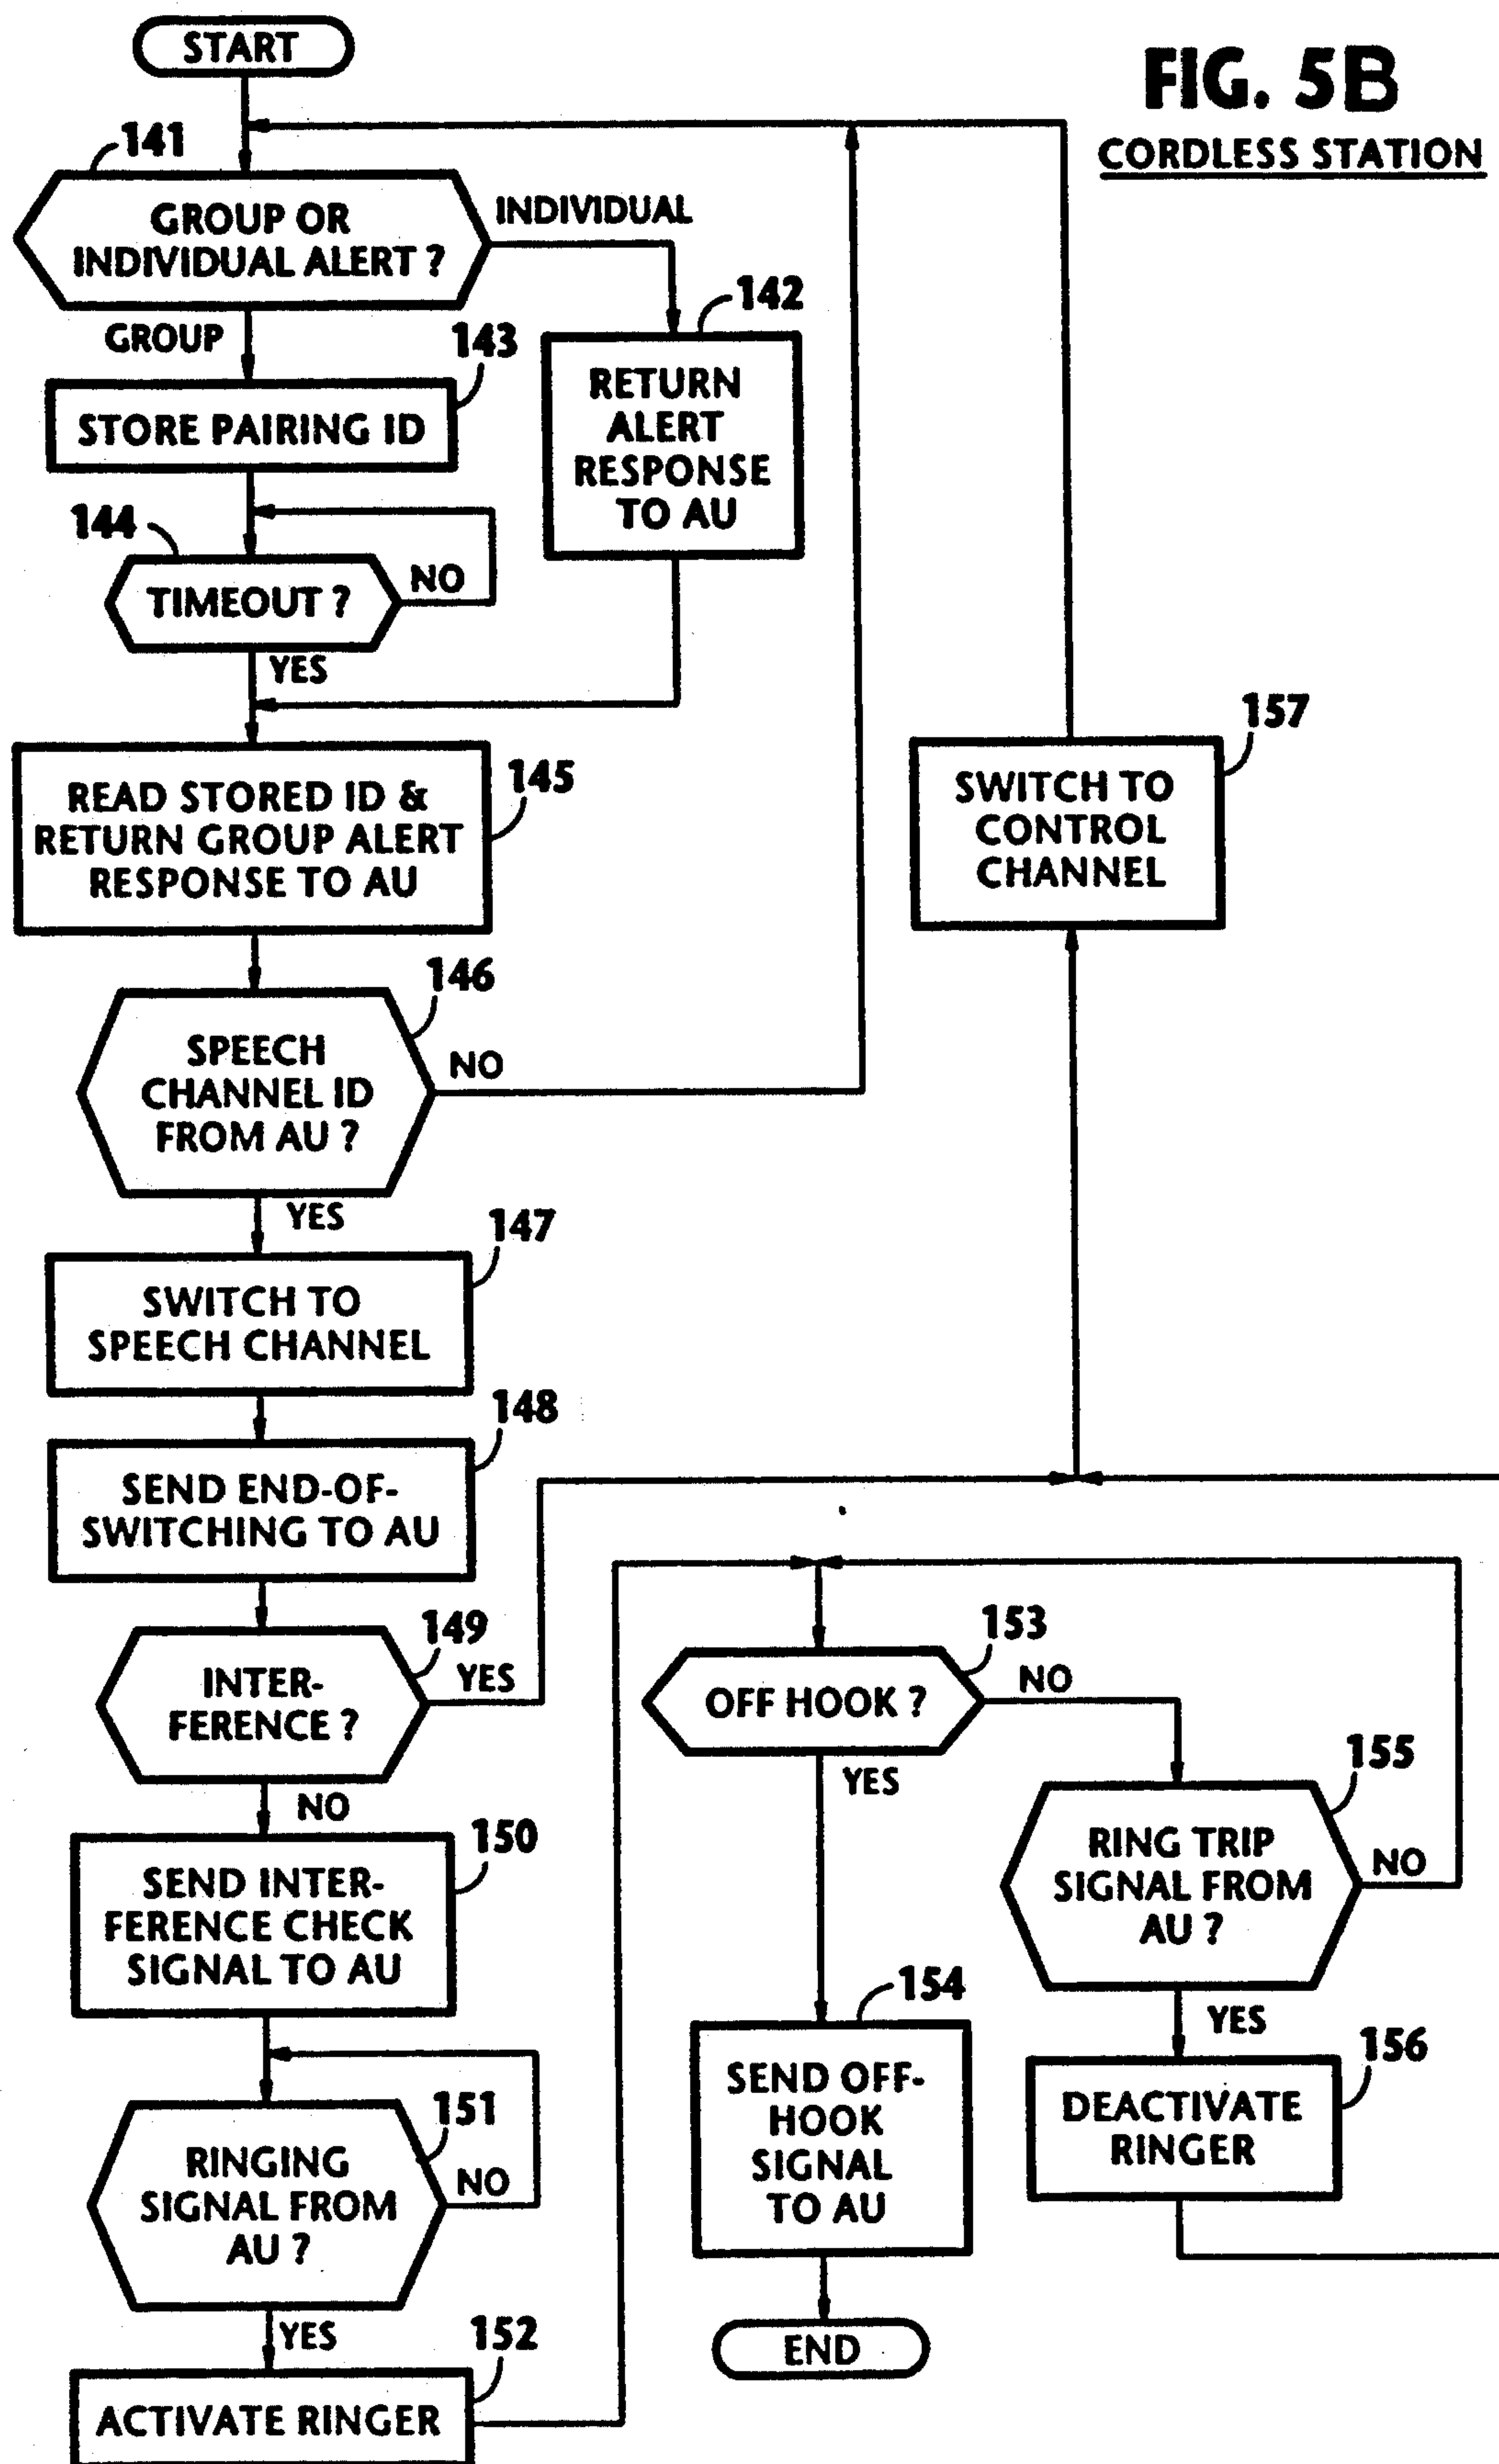 START
FIG. 5B
CORDLESS STATION
141
GROUP OR
INDIVIDUAL ALERT ?
INDIVIDUAL
GROUP
142
RETURN
ALERT
RESPONSE
TO AU
143
STORE PAIRING ID
144
TIMEOUT ?
NO
YES
145
READ STORED ID &
RETURN GROUP ALERT
RESPONSE TO AU
157
SWITCH TO
CONTROL
CHANNEL
146
SPEECH
CHANNEL ID
FROM AU ?
NO
YES
147
SWITCH TO
SPEECH CHANNEL
148
SEND END-OF-
SWITCHING TO AU
149
INTER-
FERENCE ?
YES
NO
150
SEND INTER-
FERENCE CHECK
SIGNAL TO AU
151
RINGING
SIGNAL FROM
AU ?
NO
YES
152
ACTIVATE RINGER
153
OFF HOOK ?
NO
YES
154
SEND OFF-
HOOK
SIGNAL
TO AU
END
155
RING TRIP
SIGNAL FROM
AU ?
NO
YES
156
DEACTIVATE
RINGER